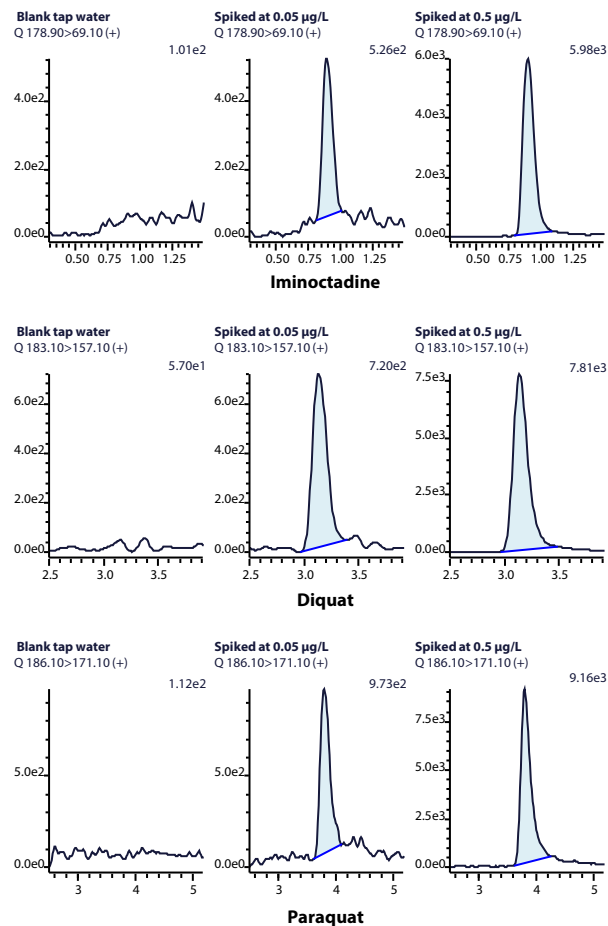 Blank tap water
Q 178.90>69.10 (+)
1.01e2
4.0e2
2.0e2
0.0e0
0.50 0.75 1.00 1.25
Spiked at 0.05 µg/L
Q 178.90>69.10 (+)
5.26e2
4.0e2
2.0e2
0.0e0
0.50 0.75 1.00 1.25
Spiked at 0.5 µg/L
Q 178.90>69.10 (+)
5.98e3
6.0e3
4.0e3
2.0e3
0.0e0
0.50 0.75 1.00 1.25
Iminoctadine
Blank tap water
Q 183.10>157.10 (+)
5.70e1
6.0e2
4.0e2
2.0e2
0.0e0
2.5 3.0 3.5
Spiked at 0.05 µg/L
Q 183.10>157.10 (+)
7.20e2
6.0e2
4.0e2
2.0e2
0.0e0
2.5 3.0 3.5
Spiked at 0.5 µg/L
Q 183.10>157.10 (+)
7.81e3
7.5e3
5.0e3
2.5e3
0.0e0
2.5 3.0 3.5
Diquat
Blank tap water
Q 186.10>171.10 (+)
1.12e2
5.0e2
0.0e0
3 4 5
Spiked at 0.05 µg/L
Q 186.10>171.10 (+)
9.73e2
5.0e2
0.0e0
3 4 5
Spiked at 0.5 µg/L
Q 186.10>171.10 (+)
9.16e3
7.5e3
5.0e3
2.5e3
0.0e0
3 4 5
Paraquat